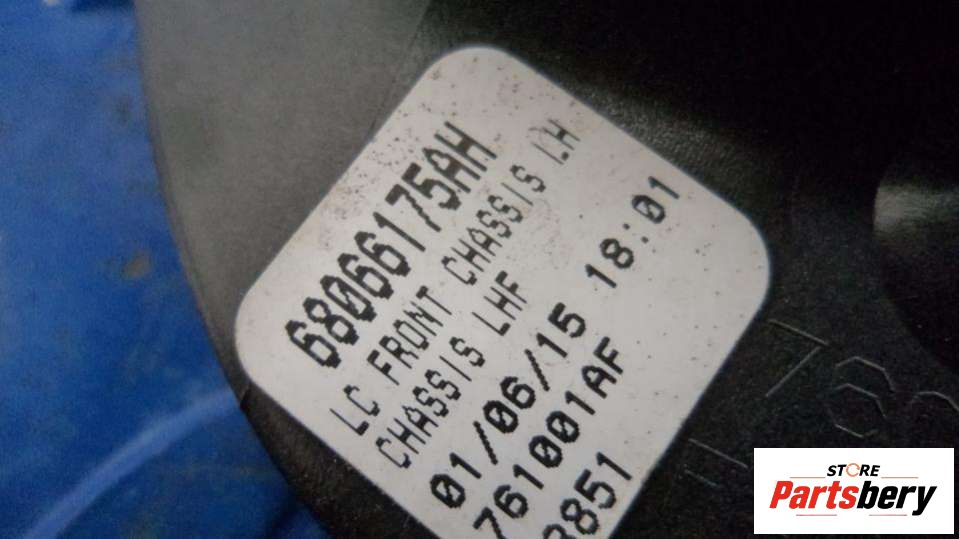 68066175AH
LC FRONT CHASSIS LH
CHASSIS LHF
01/06/15 18:01
761001AF
3851
STORE
Partsbery